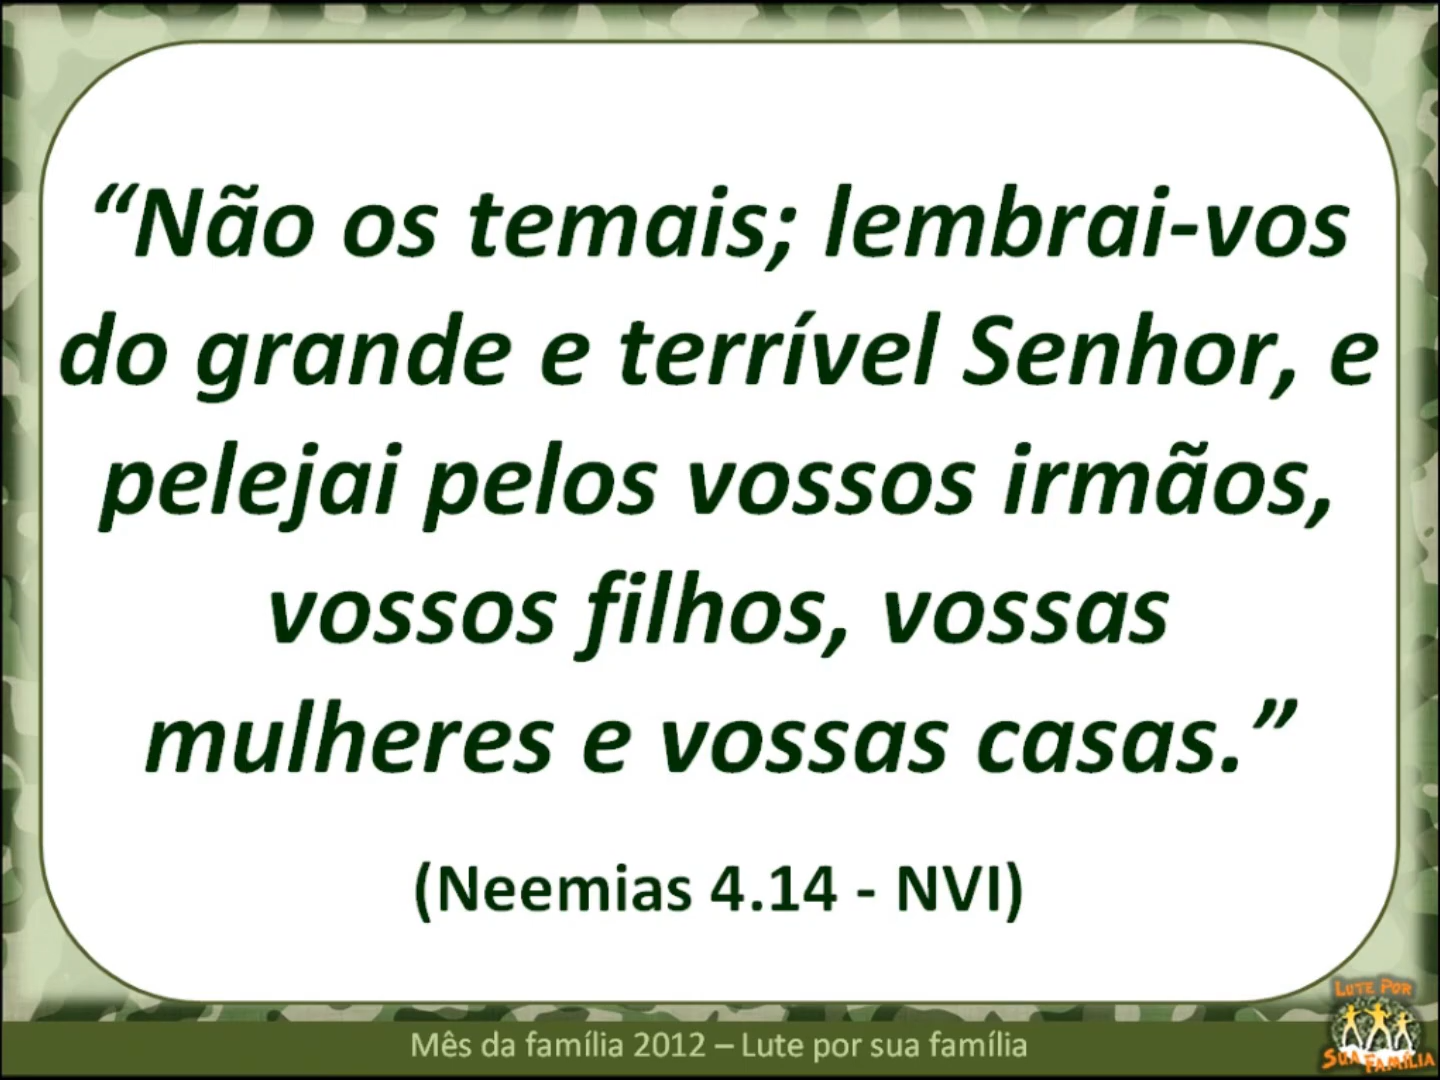 “Não os temais; lembrai-vos
do grande e terrível Senhor, e
pelejai pelos vossos irmãos,
vossos filhos, vossas
mulheres e vossas casas.”
(Neemias 4.14 - NVI)
Mês da família 2012 – Lute por sua família
LUTE POR
SUA FAMÍLIA